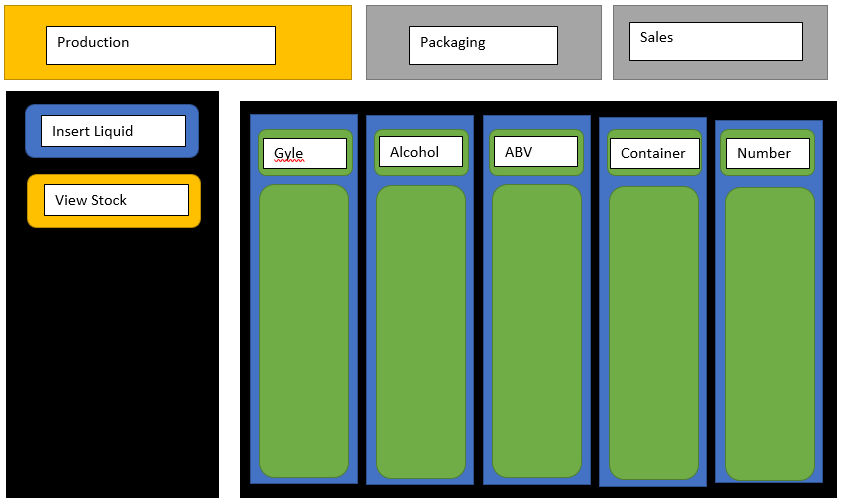 Production
Packaging
Sales
Insert Liquid
View Stock
Gyle
Alcohol
ABV
Container
Number